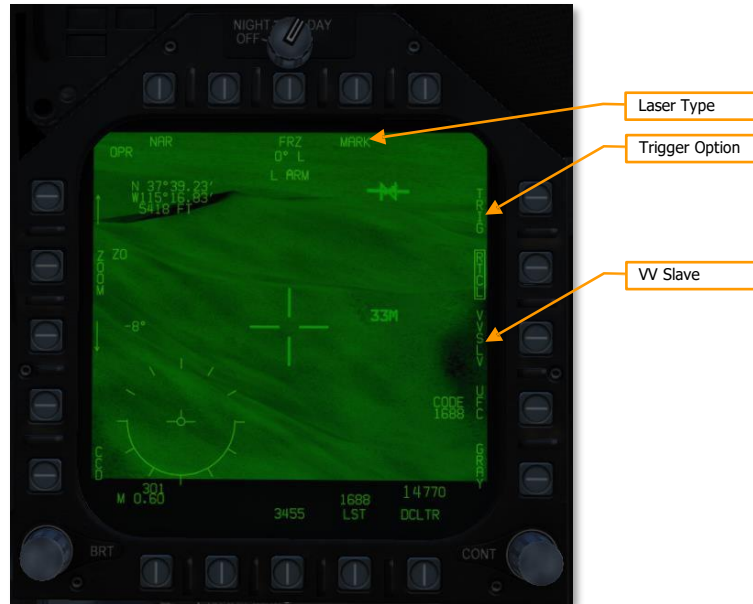 NIGHT DAY
OFF
Laser Type
Trigger Option
VV Slave
OPR
NAR
FRZ
MARK
0° L
L ARM
N 37°39.23'
W115°16.83'
5418 FT
TRIG
ZOOM
Z0
RTCL
VVSLV
33M
-8°
UFC
CODE
1688
CCD
GRAY
301
M 0.60
3455
1688
LST
14770
DCLTR
BRT
CONT